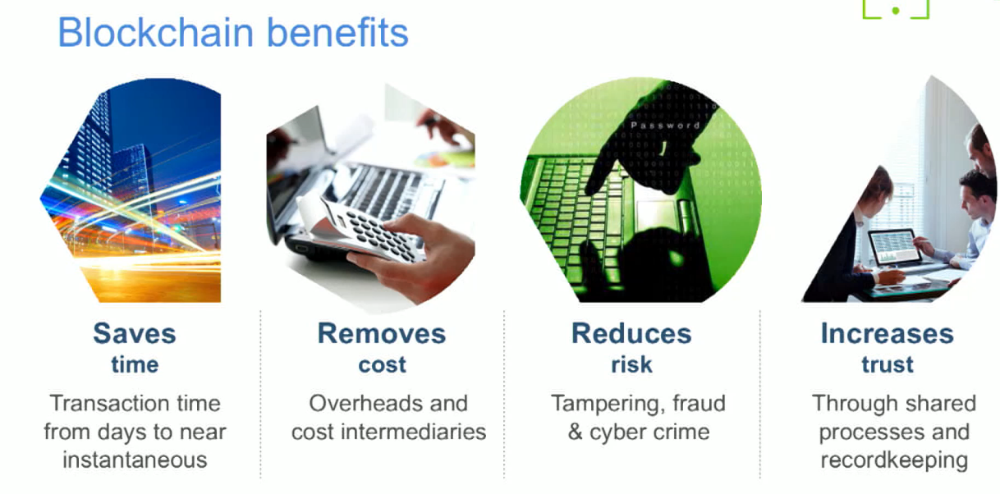 Blockchain benefits
Password
Saves
time
Transaction time
from days to near
instantaneous
Removes
cost
Overheads and
cost intermediaries
Reduces
risk
Tampering, fraud
& cyber crime
Increases
trust
Through shared
processes and
recordkeeping